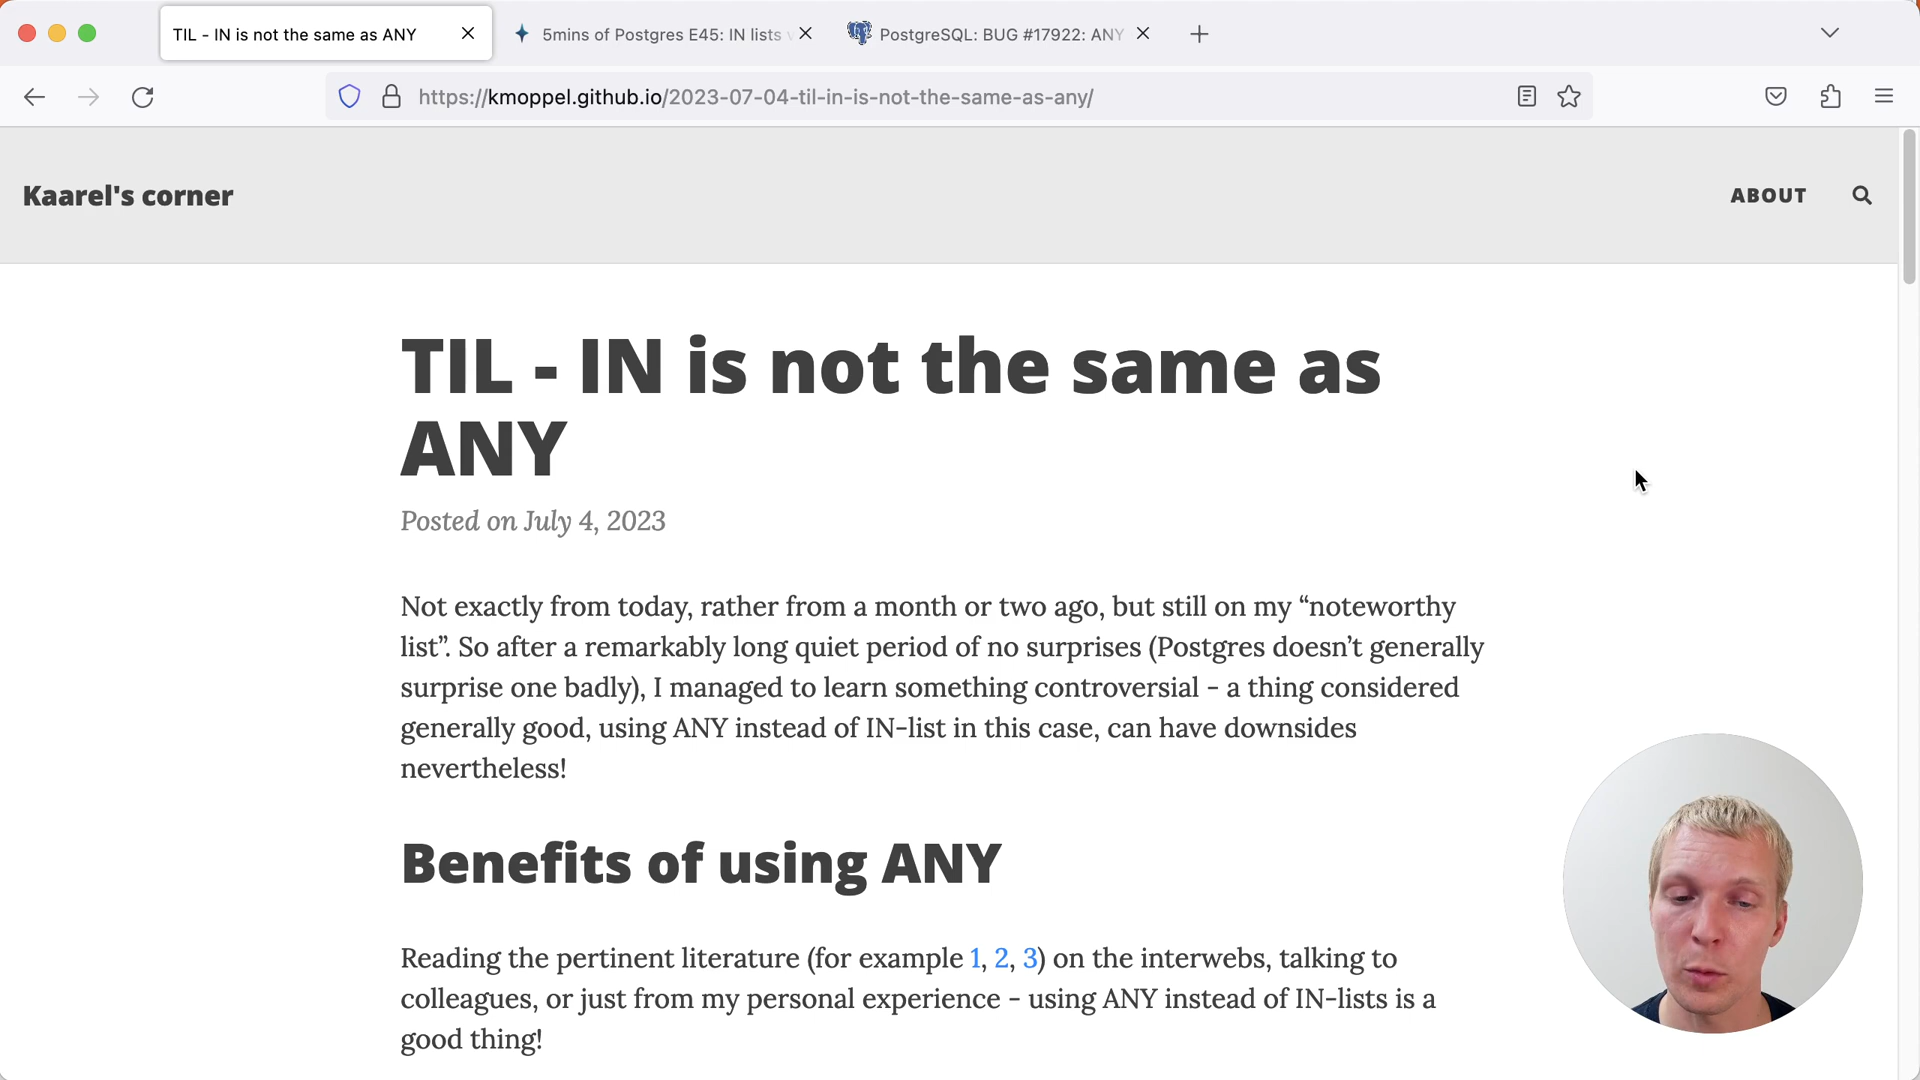 TIL - IN is not the same as ANY
5mins of Postgres E45: IN lists
PostgreSQL: BUG #17922: ANY
https://kmoppel.github.io/2023-07-04-til-in-is-not-the-same-as-any/
Kaarel's corner
ABOUT
TIL - IN is not the same as
ANY
Posted on July 4, 2023
Not exactly from today, rather from a month or two ago, but still on my “noteworthy
list”. So after a remarkably long quiet period of no surprises (Postgres doesn’t generally
surprise one badly), I managed to learn something controversial - a thing considered
generally good, using ANY instead of IN-list in this case, can have downsides
nevertheless!
Benefits of using ANY
Reading the pertinent literature (for example 1, 2, 3) on the interwebs, talking to
colleagues, or just from my personal experience - using ANY instead of IN-lists is a
good thing!